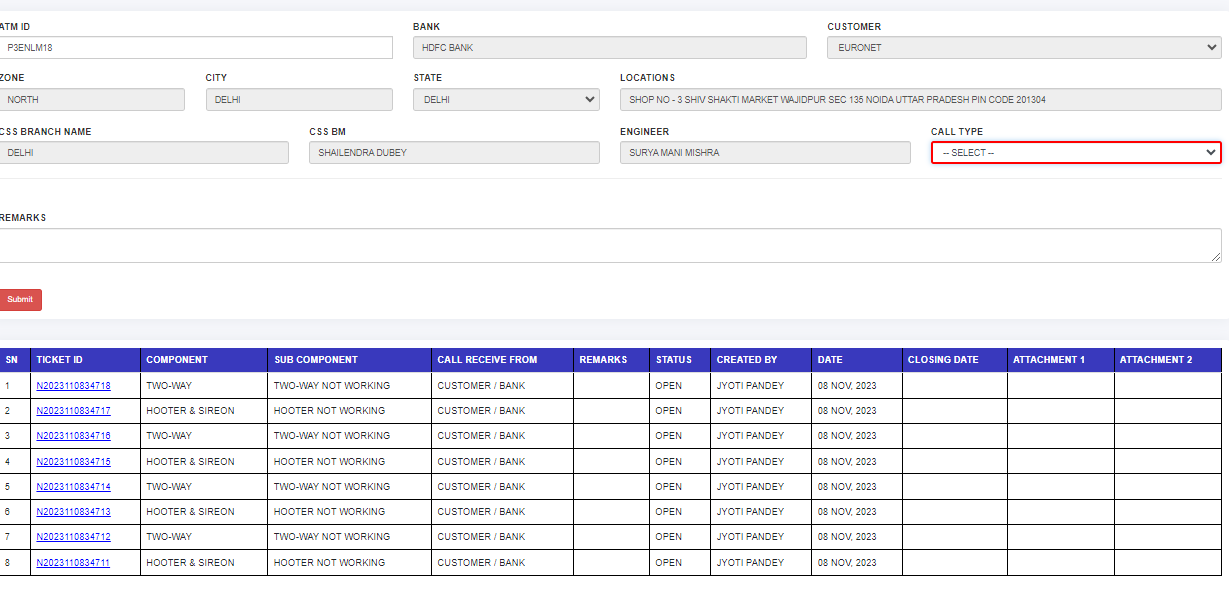 ATM ID BANK CUSTOMER
P3ENLM18 HDFC BANK EURONET
ZONE CITY STATE LOCATIONS
NORTH DELHI DELHI SHOP NO - 3 SHIV SHAKTI MARKET WAJIDPUR SEC 135 NOIDA UTTAR PRADESH PIN CODE 201304
CSS BRANCH NAME CSS BM ENGINEER CALL TYPE
DELHI SHAILENDRA DUBEY SURYA MANI MISHRA -- SELECT --
REMARKS
Submit
SN TICKET ID COMPONENT SUB COMPONENT CALL RECEIVE FROM REMARKS STATUS CREATED BY DATE CLOSING DATE ATTACHMENT 1 ATTACHMENT 2
1 N2023110834718 TWO-WAY TWO-WAY NOT WORKING CUSTOMER / BANK OPEN JYOTI PANDEY 08 NOV, 2023
2 N2023110834717 HOOTER & SIREON HOOTER NOT WORKING CUSTOMER / BANK OPEN JYOTI PANDEY 08 NOV, 2023
3 N2023110834716 TWO-WAY TWO-WAY NOT WORKING CUSTOMER / BANK OPEN JYOTI PANDEY 08 NOV, 2023
4 N2023110834715 HOOTER & SIREON HOOTER NOT WORKING CUSTOMER / BANK OPEN JYOTI PANDEY 08 NOV, 2023
5 N2023110834714 TWO-WAY TWO-WAY NOT WORKING CUSTOMER / BANK OPEN JYOTI PANDEY 08 NOV, 2023
6 N2023110834713 HOOTER & SIREON HOOTER NOT WORKING CUSTOMER / BANK OPEN JYOTI PANDEY 08 NOV, 2023
7 N2023110834712 TWO-WAY TWO-WAY NOT WORKING CUSTOMER / BANK OPEN JYOTI PANDEY 08 NOV, 2023
8 N2023110834711 HOOTER & SIREON HOOTER NOT WORKING CUSTOMER / BANK OPEN JYOTI PANDEY 08 NOV, 2023